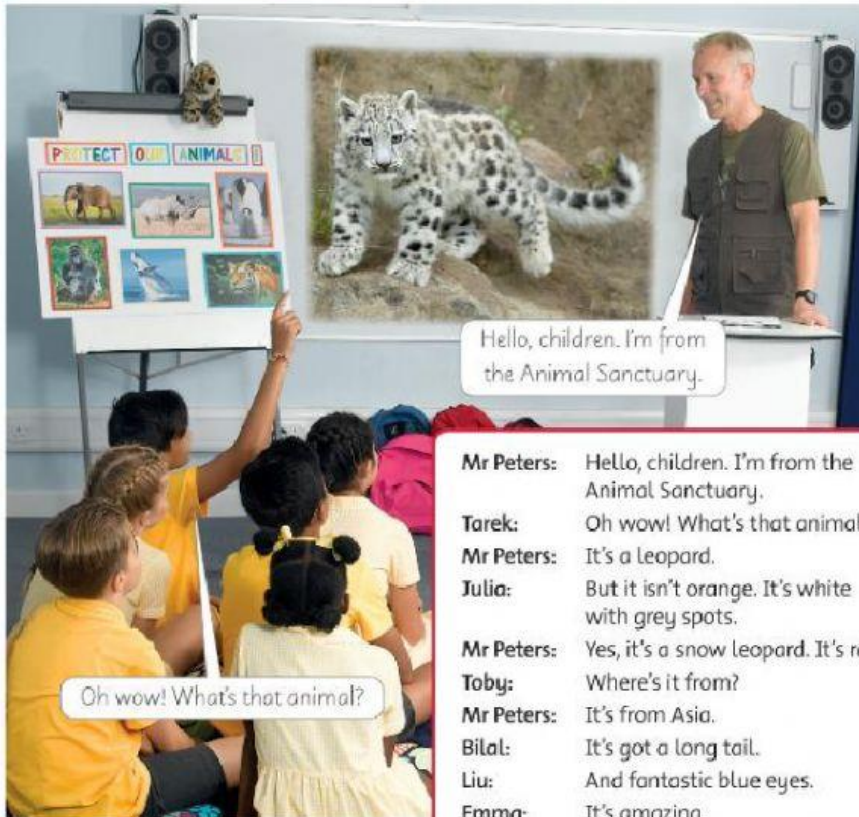 PROTECT OUR ANIMALS!
Hello, children. I'm from
the Animal Sanctuary.
Oh wow! What's that animal?
Mr Peters: Hello, children. I'm from the
Animal Sanctuary.
Tarek: Oh wow! What's that animal
Mr Peters: It's a leopard.
Julia: But it isn't orange. It's white
with grey spots.
Mr Peters: Yes, it's a snow leopard. It's
Toby: Where's it from?
Mr Peters: It's from Asia.
Bilal: It's got a long tail.
Liu: And fantastic blue eyes.
Emma: It's amazing.